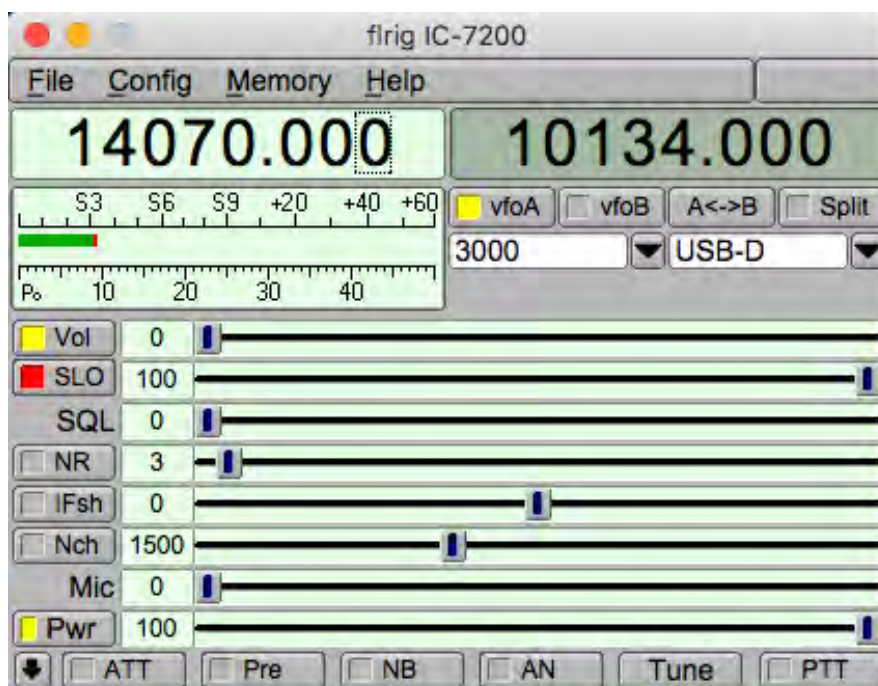 flrig IC-7200
File Config Memory Help
14070.000 10134.000
S3 S6 S9 +20 +40 +60
vfoA vfoB A<->B Split
3000 USB-D
Po 10 20 30 40
Vol 0
SLO 100
SQL 0
NR 3
IFsh 0
Nch 1500
Mic 0
Pwr 100
ATT Pre NB AN Tune PTT